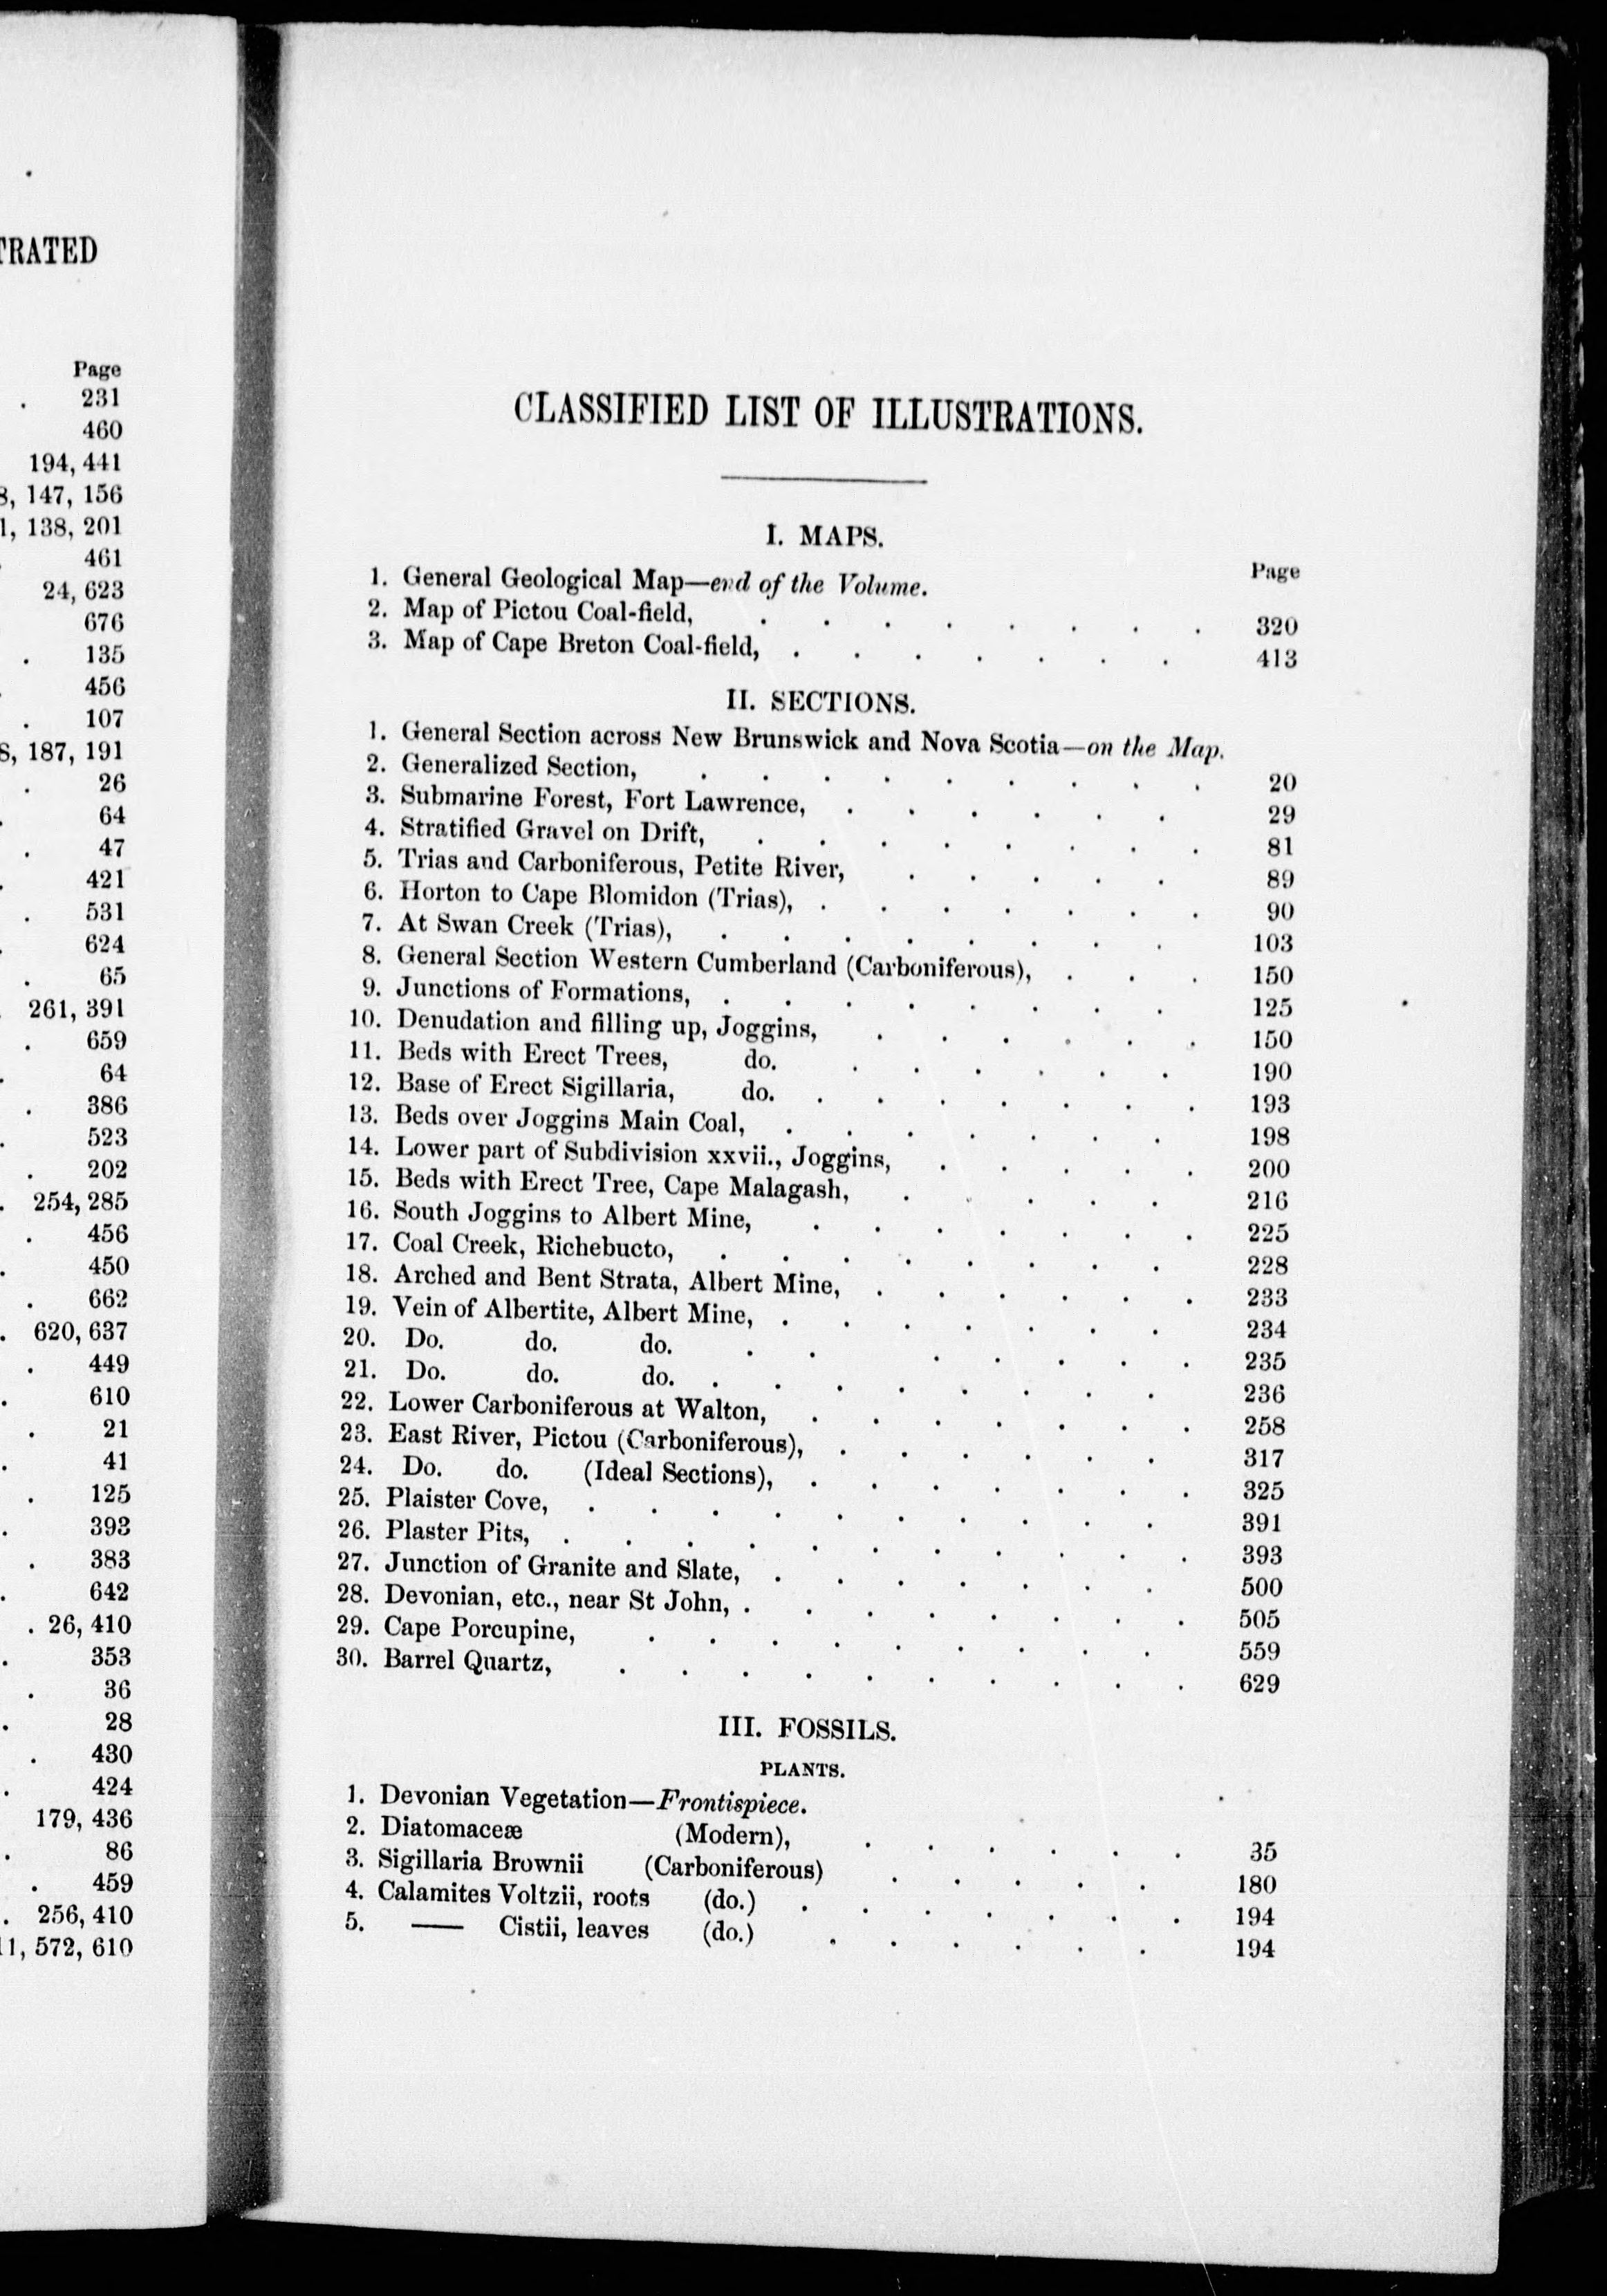 TRATED
Page
231
460
194, 441
8, 147, 156
1, 138, 201
461
24, 623
676
135
456
107
8, 187, 191
26
64
47
421
531
624
65
261, 391
659
64
386
523
202
254, 285
456
450
662
620, 637
449
610
21
41
125
393
383
642
26, 410
353
36
28
430
424
179, 436
86
459
256, 410
11, 572, 610
CLASSIFIED LIST OF ILLUSTRATIONS.
I. MAPS.
Page
1. General Geological Map—end of the Volume.
2. Map of Pictou Coal-field, . . . . . . . . 320
3. Map of Cape Breton Coal-field, . . . . . . . 413
II. SECTIONS.
1. General Section across New Brunswick and Nova Scotia—on the Map.
2. Generalized Section, . . . . . . . . . 20
3. Submarine Forest, Fort Lawrence, . . . . . . 29
4. Stratified Gravel on Drift, . . . . . . . . 81
5. Trias and Carboniferous, Petite River, . . . . . 89
6. Horton to Cape Blomidon (Trias), . . . . . . . 90
7. At Swan Creek (Trias), . . . . . . . . 103
8. General Section Western Cumberland (Carboniferous), . . . 150
9. Junctions of Formations, . . . . . . . . 125
10. Denudation and filling up, Joggins, . . . . . . 150
11. Beds with Erect Trees, do. . . . . . . 190
12. Base of Erect Sigillaria, do. . . . . . . . 193
13. Beds over Joggins Main Coal, . . . . . . . 198
14. Lower part of Subdivision xxvii., Joggins, . . . . . 200
15. Beds with Erect Tree, Cape Malagash, . . . . . 216
16. South Joggins to Albert Mine, . . . . . . . 225
17. Coal Creek, Richebucto, . . . . . . . . 228
18. Arched and Bent Strata, Albert Mine, . . . . . . 233
19. Vein of Albertite, Albert Mine, . . . . . . . 234
20. Do. do. do. . . . . . . . 235
21. Do. do. do. . . . . . . . . 236
22. Lower Carboniferous at Walton, . . . . . . . 258
23. East River, Pictou (Carboniferous), . . . . . . 317
24. Do. do. (Ideal Sections), . . . . . . . 325
25. Plaister Cove, . . . . . . . . . . 391
26. Plaster Pits, . . . . . . . . . . . 393
27. Junction of Granite and Slate, . . . . . . . 500
28. Devonian, etc., near St John, . . . . . . . . 505
29. Cape Porcupine, . . . . . . . . . 559
30. Barrel Quartz, . . . . . . . . . . 629
III. FOSSILS.
PLANTS.
1. Devonian Vegetation—Frontispiece.
2. Diatomaceæ (Modern), . . . . . . 35
3. Sigillaria Brownii (Carboniferous) . . . . . 180
4. Calamites Voltzii, roots (do.) . . . . . . . 194
5. —— Cistii, leaves (do.) . . . . . . 194